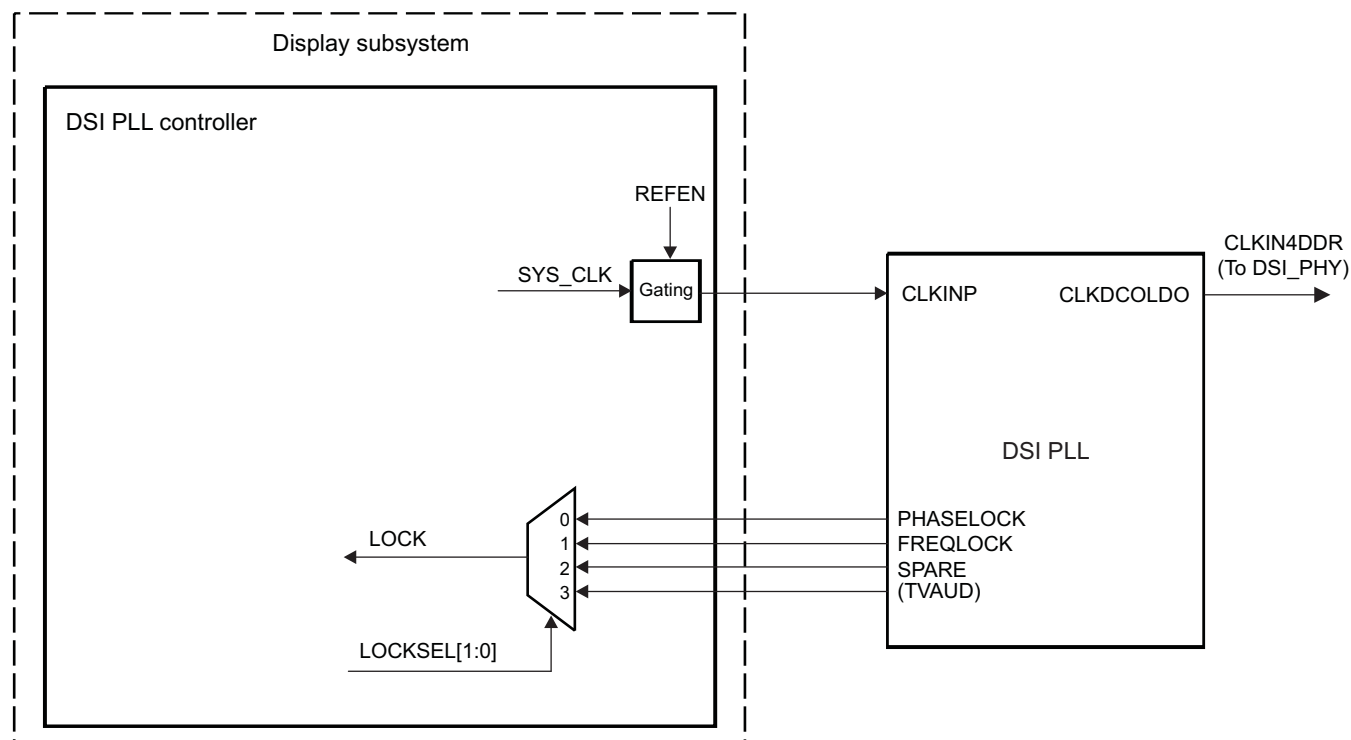 Display subsystem
DSI PLL controller
REFEN
SYS_CLK
Gating
CLKINP
CLKDCOLDO
CLKIN4DDR
(To DSI_PHY)
DSI PLL
PHASELOCK
FREQLOCK
SPARE
(TVAUD)
0
1
2
3
LOCK
LOCKSEL[1:0]